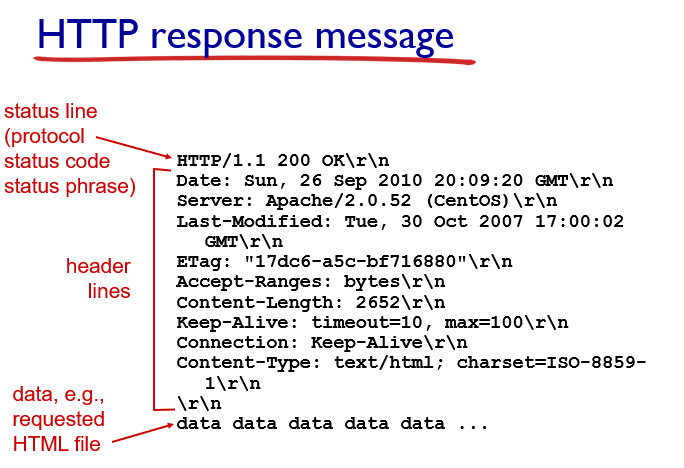 HTTP response message
status line
(protocol
status code
status phrase)
HTTP/1.1 200 OK\r\n
Date: Sun, 26 Sep 2010 20:09:20 GMT\r\n
Server: Apache/2.0.52 (CentOS)\r\n
Last-Modified: Tue, 30 Oct 2007 17:00:02
GMT\r\n
ETag: "17dc6-a5c-bf716880"\r\n
Accept-Ranges: bytes\r\n
Content-Length: 2652\r\n
Keep-Alive: timeout=10, max=100\r\n
Connection: Keep-Alive\r\n
Content-Type: text/html; charset=ISO-8859-
1\r\n
\r\n
data data data data data ...
header
lines
data, e.g.,
requested
HTML file